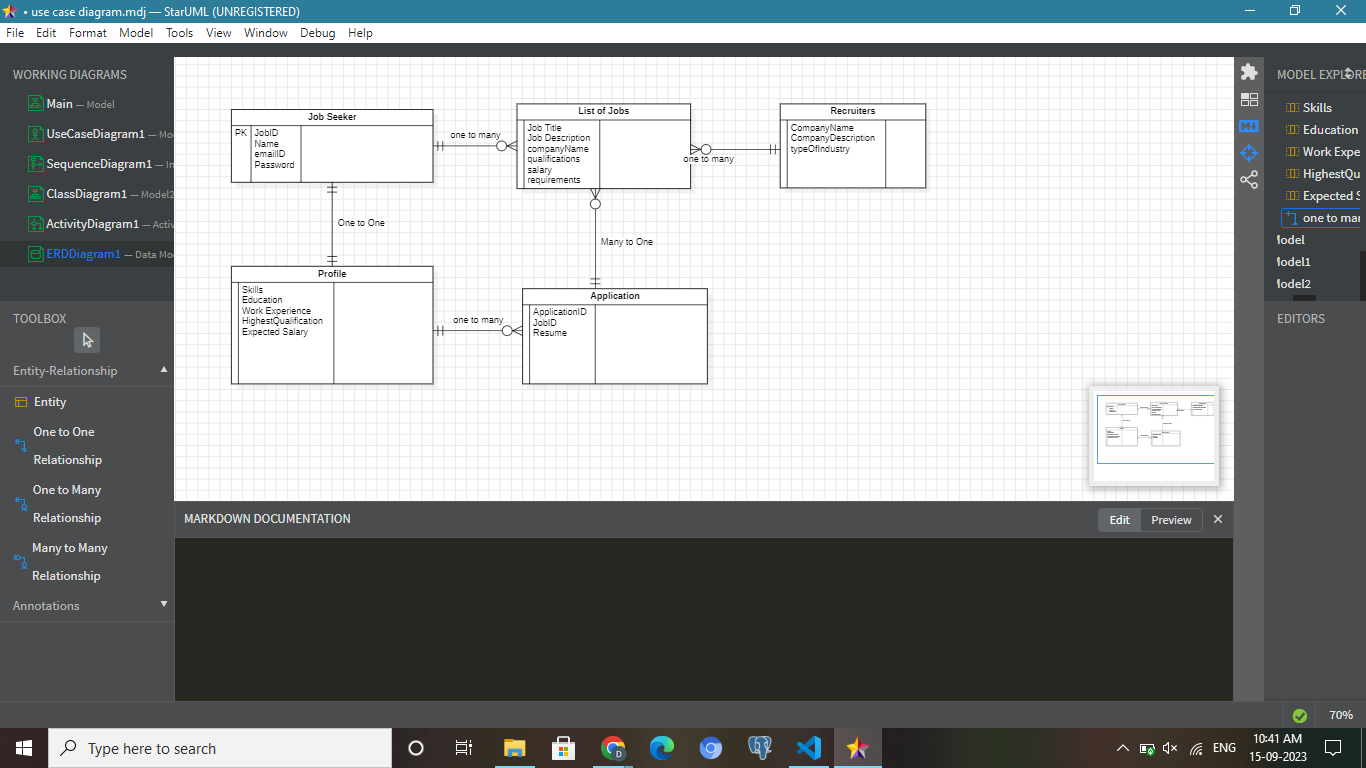 • use case diagram.mdj — StarUML (UNREGISTERED)
File Edit Format Model Tools View Window Debug Help
WORKING DIAGRAMS
Main — Model
UseCaseDiagram1 — Mo
SequenceDiagram1 — In
ClassDiagram1 — Model2
ActivityDiagram1 — Activ
ERDDiagram1 — Data Mo
TOOLBOX
Entity-Relationship
Entity
One to One
Relationship
One to Many
Relationship
Many to Many
Relationship
Annotations
Job Seeker
PK JobID
Name
emailID
Password
one to many
List of Jobs
Job Title
Job Description
companyName
qualifications
salary
requirements
one to many
Recruiters
CompanyName
CompanyDescription
typeOfIndustry
One to One
Many to One
Profile
Skills
Education
Work Experience
HighestQualification
Expected Salary
one to many
Application
ApplicationID
JobID
Resume
MARKDOWN DOCUMENTATION
Edit Preview
MODEL EXPLORE
Skills
Education
Work Expe
HighestQu
Expected S
one to mar
Model
Model1
Model2
EDITORS
70%
Type here to search
D
ENG
10:41 AM
15-09-2023